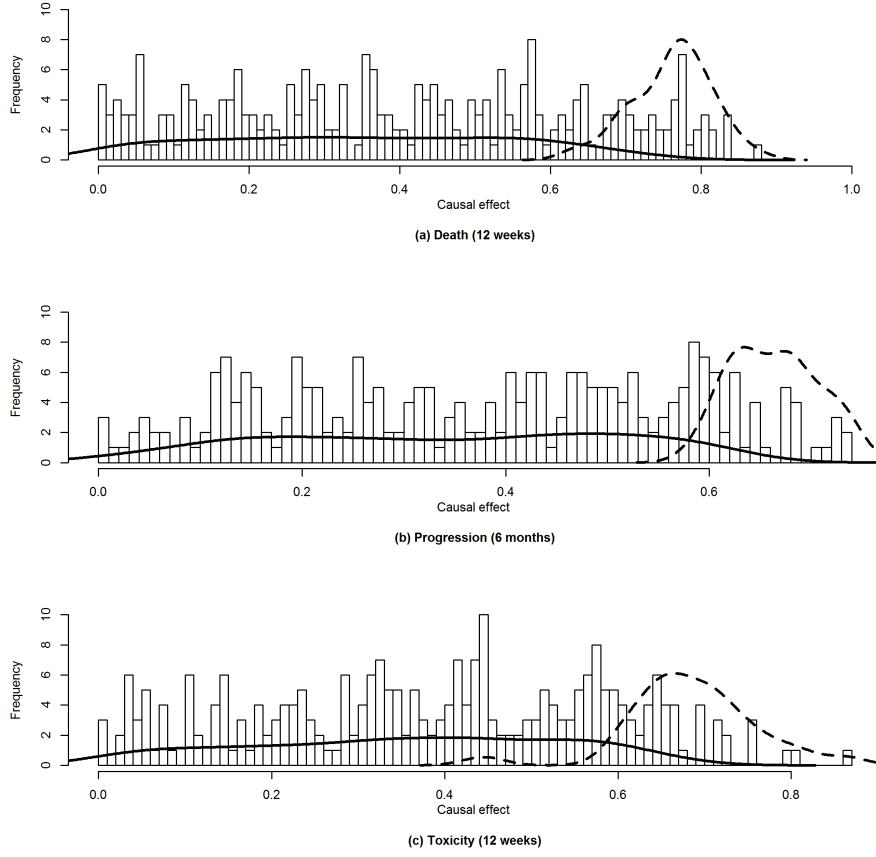 10
8
6
4
2
0
Frequency
0.0 0.2 0.4 0.6 0.8 1.0
Causal effect
(a) Death (12 weeks)
10
8
6
4
2
0
Frequency
0.0 0.2 0.4 0.6
Causal effect
(b) Progression (6 months)
10
8
6
4
2
0
Frequency
0.0 0.2 0.4 0.6 0.8
Causal effect
(c) Toxicity (12 weeks)